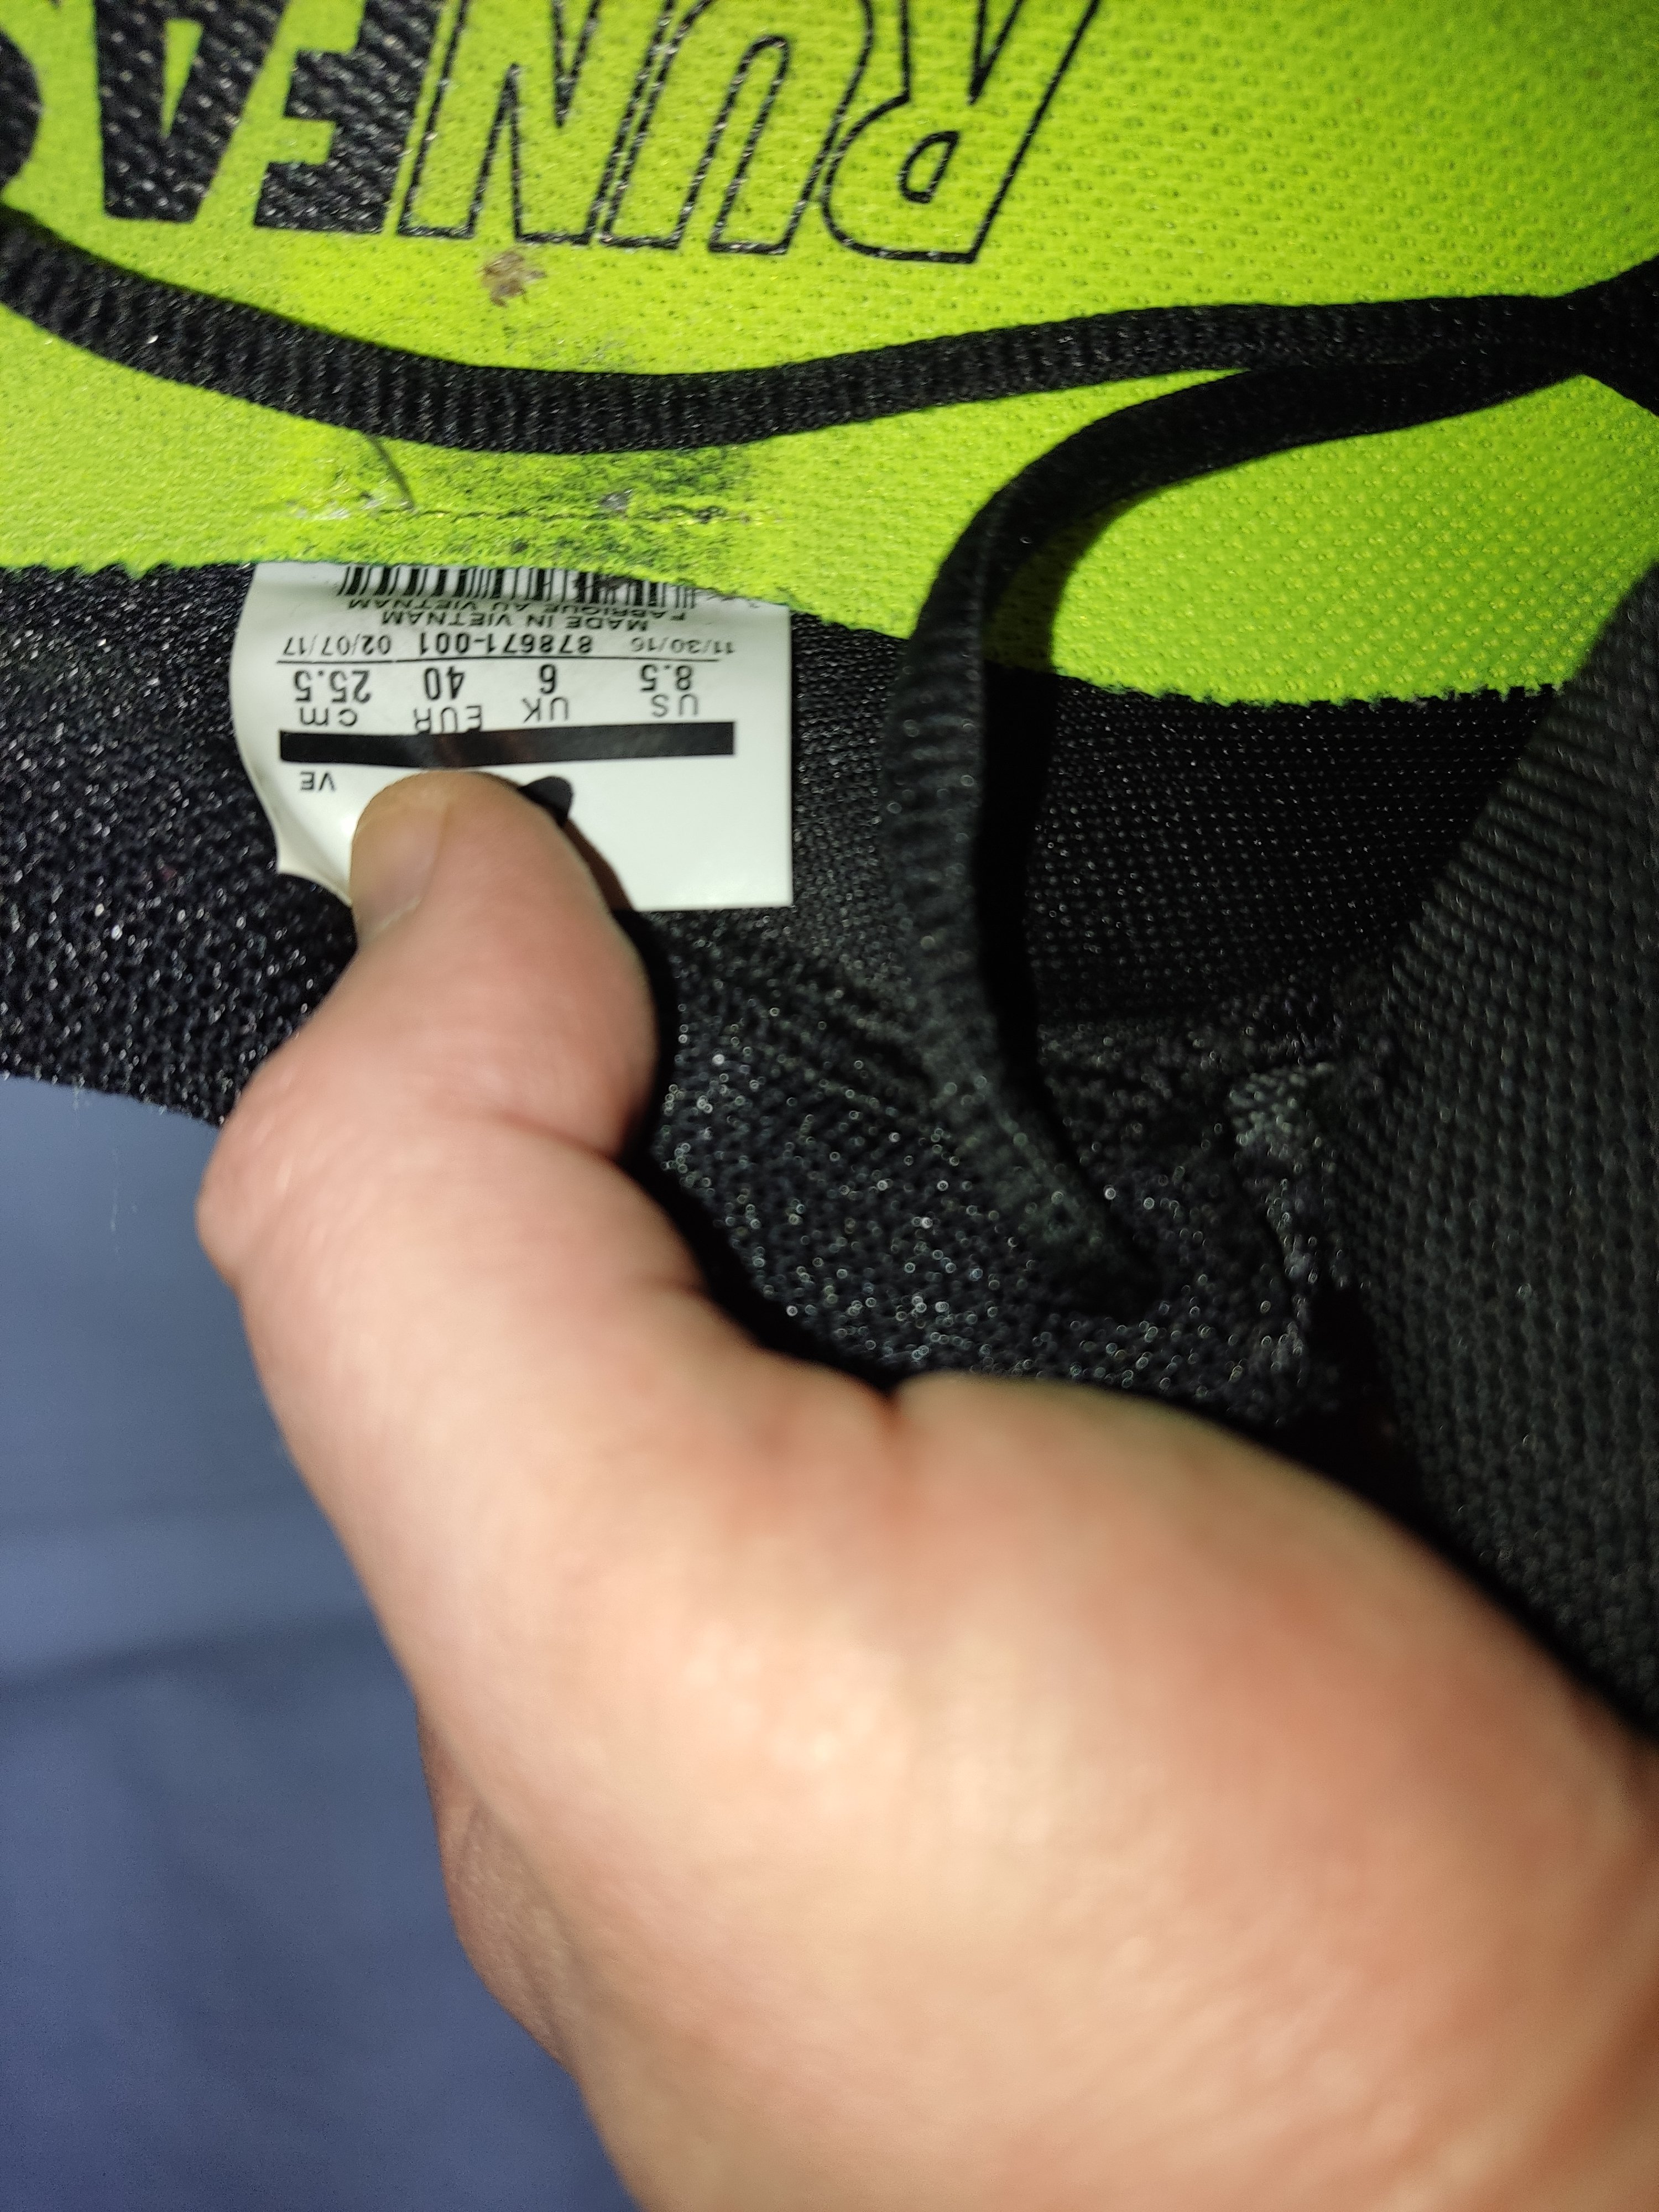 RUN FAS
VE
US UK EUR cm
8.5 6 40 25.5
11/30/16 878671-001 02/07/17
MADE IN VIETNAM
FABRIQUE AU VIETNAM